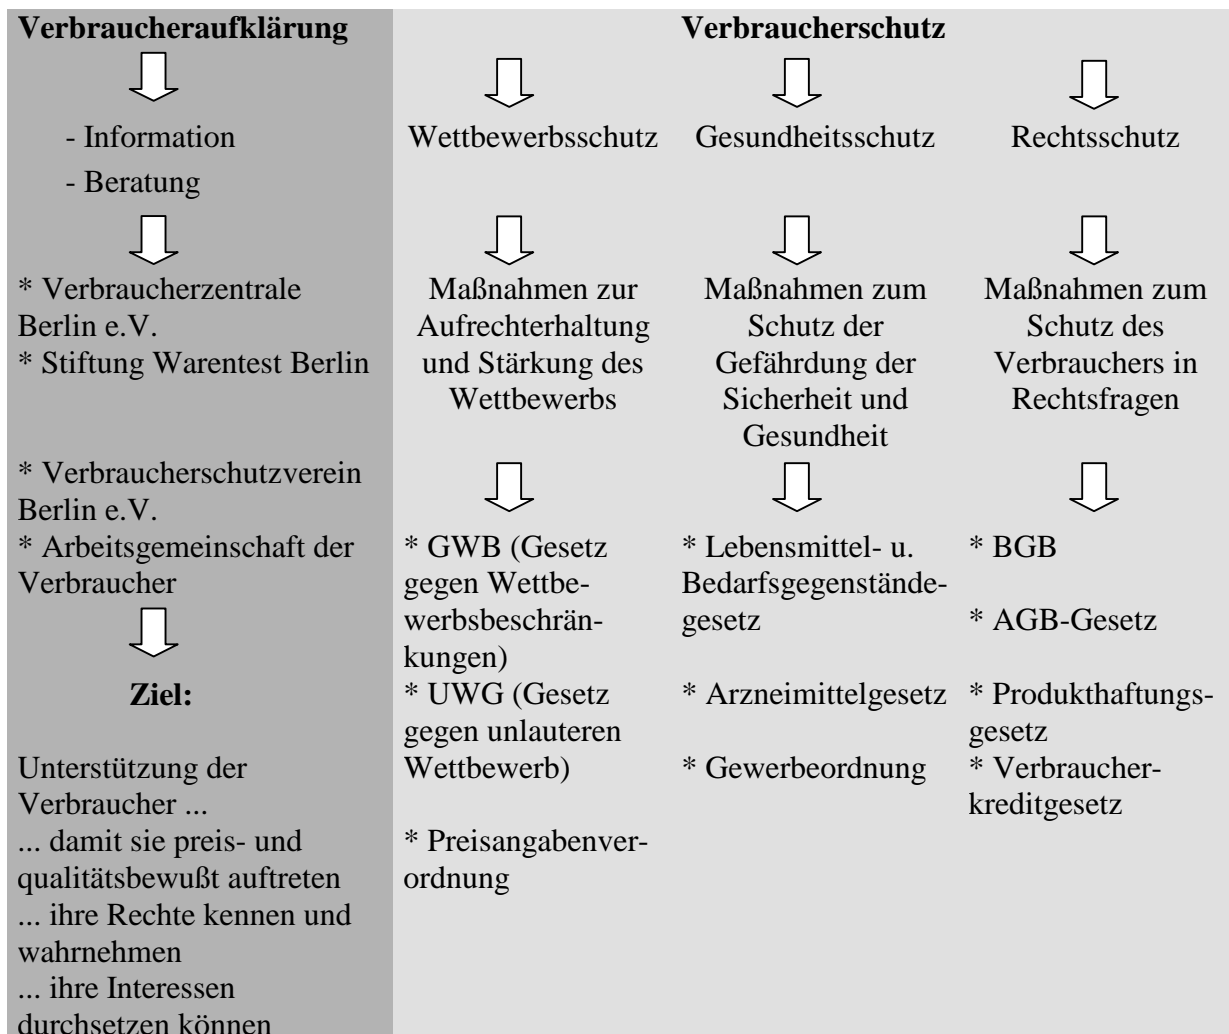 Verbraucheraufklärung
- Information
- Beratung
* Verbraucherzentrale
Berlin e.V.
* Stiftung Warentest Berlin
* Verbraucherschutzverein
Berlin e.V.
* Arbeitsgemeinschaft der
Verbraucher
Ziel:
Unterstützung der
Verbraucher ...
... damit sie preis- und
qualitätsbewußt auftreten
... ihre Rechte kennen und
wahrnehmen
... ihre Interessen
durchsetzen können
Verbraucherschutz
Wettbewerbsschutz
Maßnahmen zur
Aufrechterhaltung
und Stärkung des
Wettbewerbs
* GWB (Gesetz
gegen Wettbe-
werbsbeschrän-
kungen)
* UWG (Gesetz
gegen unlauteren
Wettbewerb)
* Preisangabenver-
ordnung
Gesundheitsschutz
Maßnahmen zum
Schutz der
Gefährdung der
Sicherheit und
Gesundheit
* Lebensmittel- u.
Bedarfsgegenstände-
gesetz
* Arzneimittelgesetz
* Gewerbeordnung
Rechtsschutz
Maßnahmen zum
Schutz des
Verbrauchers in
Rechtsfragen
* BGB
* AGB-Gesetz
* Produkthaftungs-
gesetz
* Verbraucher-
kreditgesetz